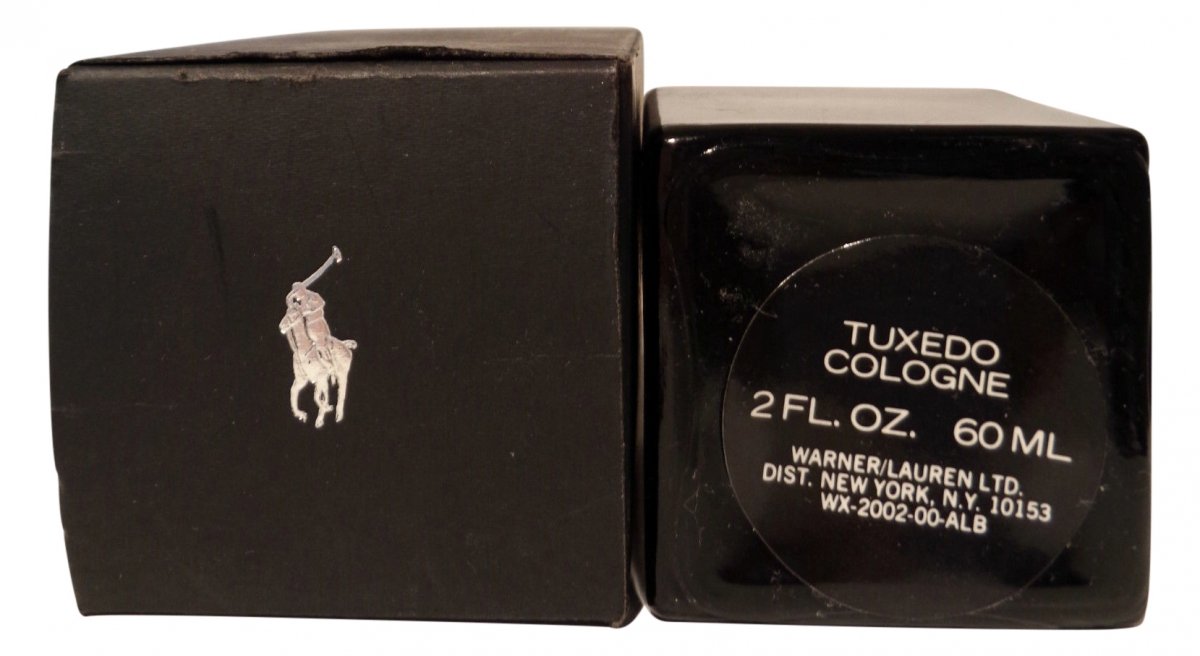 TUXEDO
COLOGNE
2 FL. OZ. 60 ML
WARNER/LAUREN LTD.
DIST. NEW YORK, N.Y. 10153
WX-2002-00-ALB